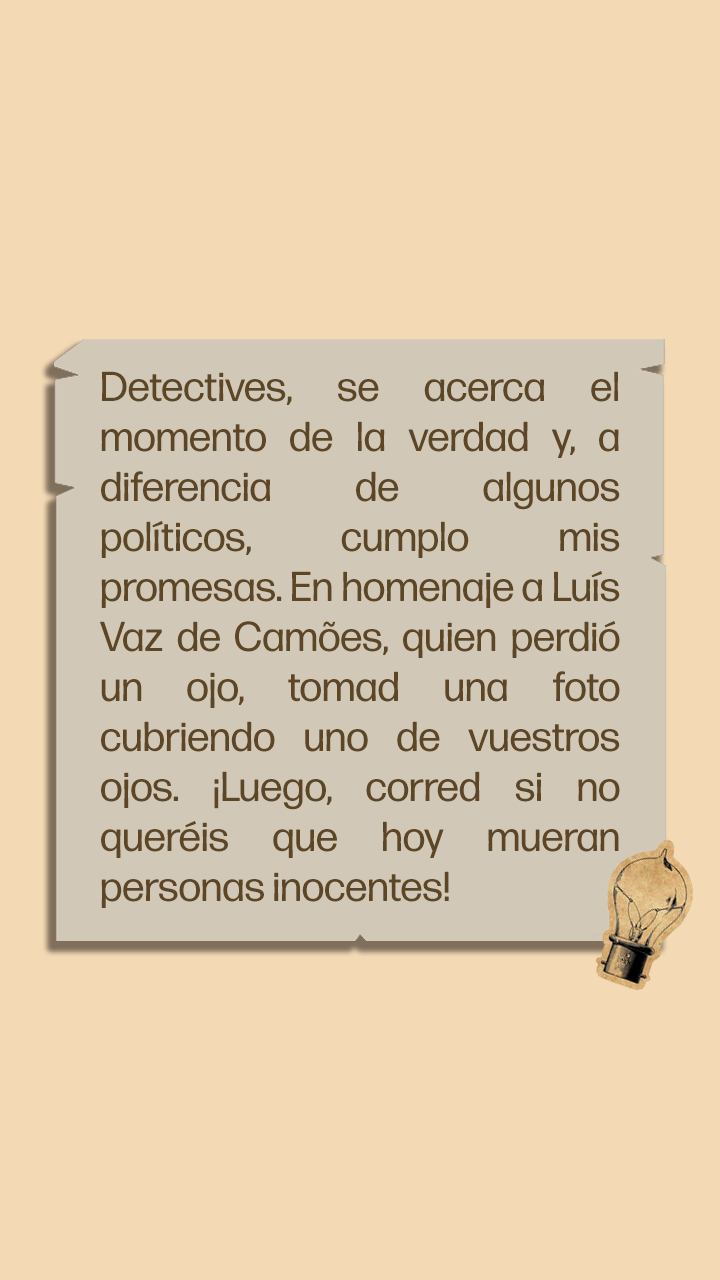 Detectives, se acerca el
momento de la verdad y, a
diferencia de algunos
políticos, cumplo mis
promesas. En homenaje a Luís
Vaz de Camões, quien perdió
un ojo, tomad una foto
cubriendo uno de vuestros
ojos. ¡Luego, corred si no
queréis que hoy mueran
personas inocentes!